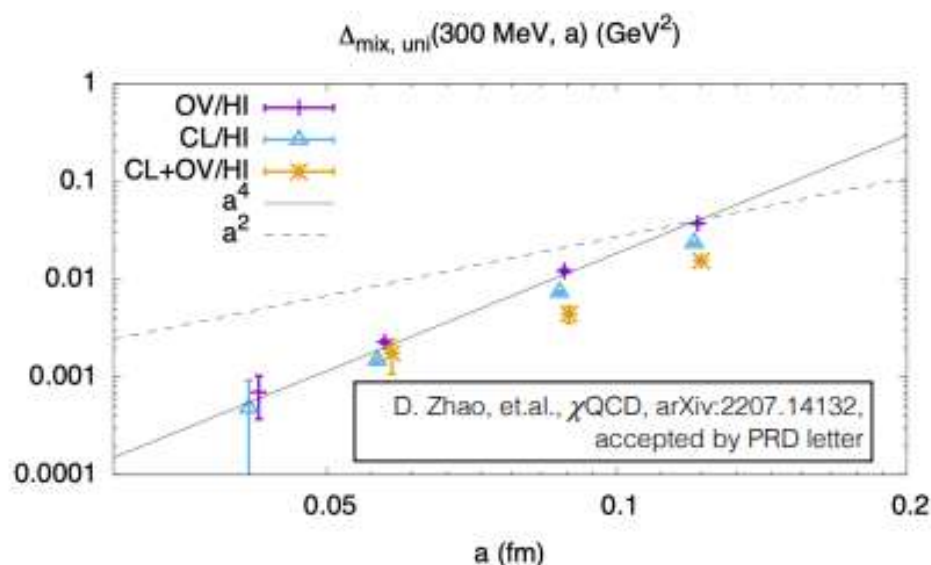 Δmix, uni(300 MeV, a) (GeV²)
1
OV/HI
CL/HI
CL+OV/HI
a⁴
a²
0.1
0.01
0.001
0.0001
D. Zhao, et.al., χQCD, arXiv:2207.14132,
accepted by PRD letter
0.05
0.1
0.2
a (fm)